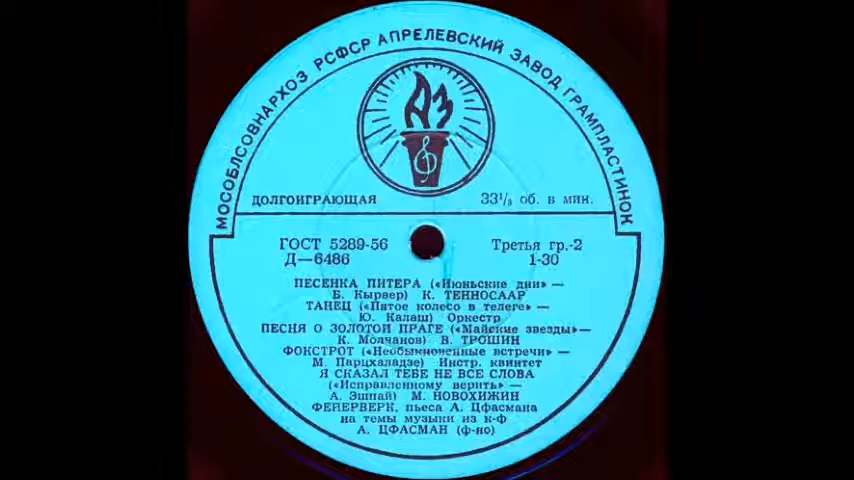 МОСОБЛСОВНАРХОЗ РСФСР АПРЕЛЕВСКИЙ ЗАВОД ГРАМПЛАСТИНОК
АЗ
ДОЛГОИГРАЮЩАЯ 33⅓ об. в мин.
ГОСТ 5289-56 Третья гр.-2
Д—6486 1-30
ПЕСЕНКА ПИТЕРА («Июньские дни» —
Б. Кырвер) К. ТЕННОСААР
ТАНЕЦ («Пятое колесо в телеге» —
Ю. Калаш) Оркестр
ПЕСНЯ О ЗОЛОТОЙ ПРАГЕ («Майские звезды»—
К. Молчанов) В. ТРОШИН
ФОКСТРОТ («Необыкновенные встречи» —
М. Парцхаладзе) Инстр. квинтет
Я СКАЗАЛ ТЕБЕ НЕ ВСЕ СЛОВА
(«Исправленному верить» —
А. Эшпай) М. НОВОХИЖИН
ФЕЙЕРВЕРК, пьеса А. Цфасмана
на темы музыки из к-ф
А. ЦФАСМАН (ф-но)